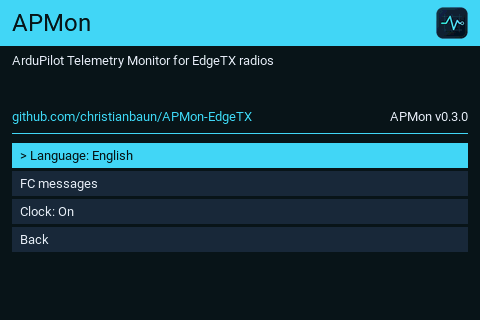 APMon
ArduPilot Telemetry Monitor for EdgeTX radios
github.com/christianbaun/APMon-EdgeTX APMon v0.3.0
> Language: English
FC messages
Clock: On
Back